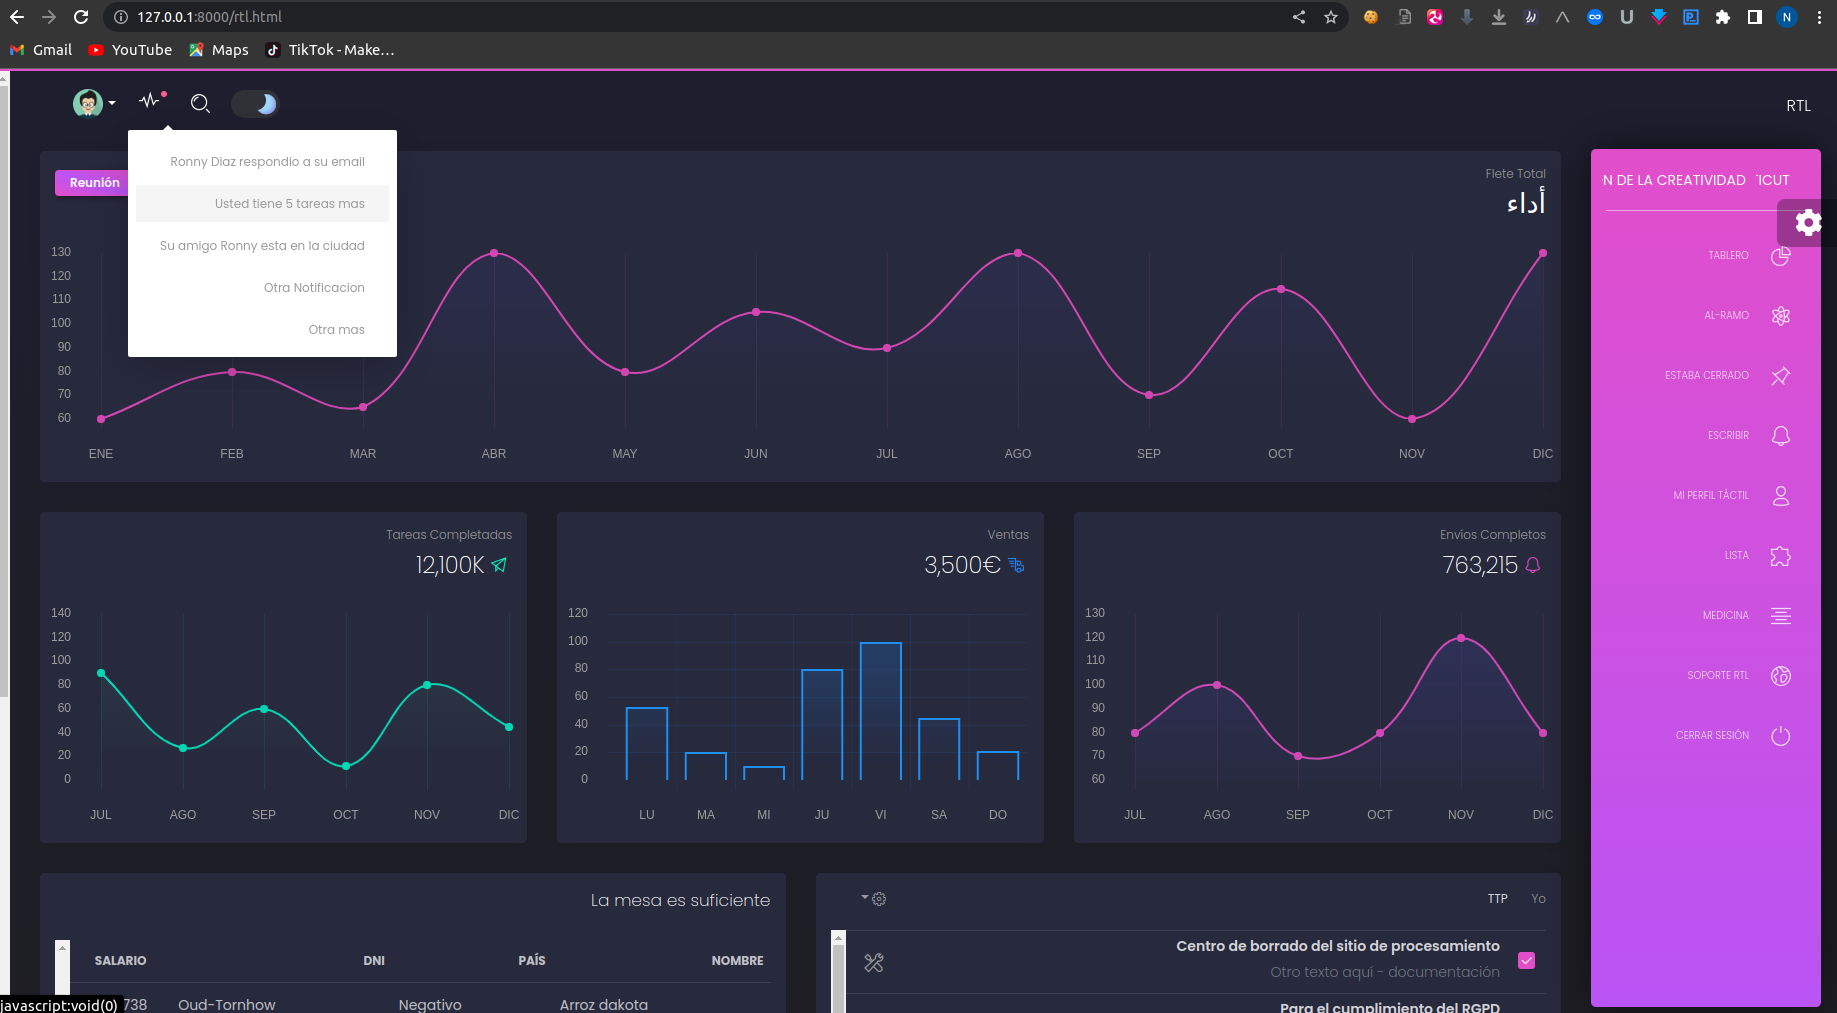 127.0.0.1:8000/rtl.html
N
Gmail
YouTube
Maps
TikTok - Make...
RTL
Ronny Diaz respondio a su email
Usted tiene 5 tareas mas
Su amigo Ronny esta en la ciudad
Otra Notificacion
Otra mas
Reunión
Flete Total
أداء
130
120
110
100
90
80
70
60
ENE FEB MAR ABR MAY JUN JUL AGO SEP OCT NOV DIC
N DE LA CREATIVIDAD
ICUT
TABLERO
AL-RAMO
ESTABA CERRADO
ESCRIBIR
MI PERFIL TÁCTIL
LISTA
MEDICINA
SOPORTE RTL
CERRAR SESIÓN
Tareas Completadas
12,100K
140
120
100
80
60
40
20
0
JUL AGO SEP OCT NOV DIC
Ventas
3,500€
120
100
80
60
40
20
0
LU MA MI JU VI SA DO
Envíos Completos
763,215
130
120
110
100
90
80
70
60
JUL AGO SEP OCT NOV DIC
La mesa es suficiente
SALARIO DNI PAÍS NOMBRE
738 Oud-Tornhow Negativo Arroz dakota
TTP Yo
Centro de borrado del sitio de procesamiento
Otro texto aquí - documentación
Para el cumplimiento del RGPD
javascript:void(0)